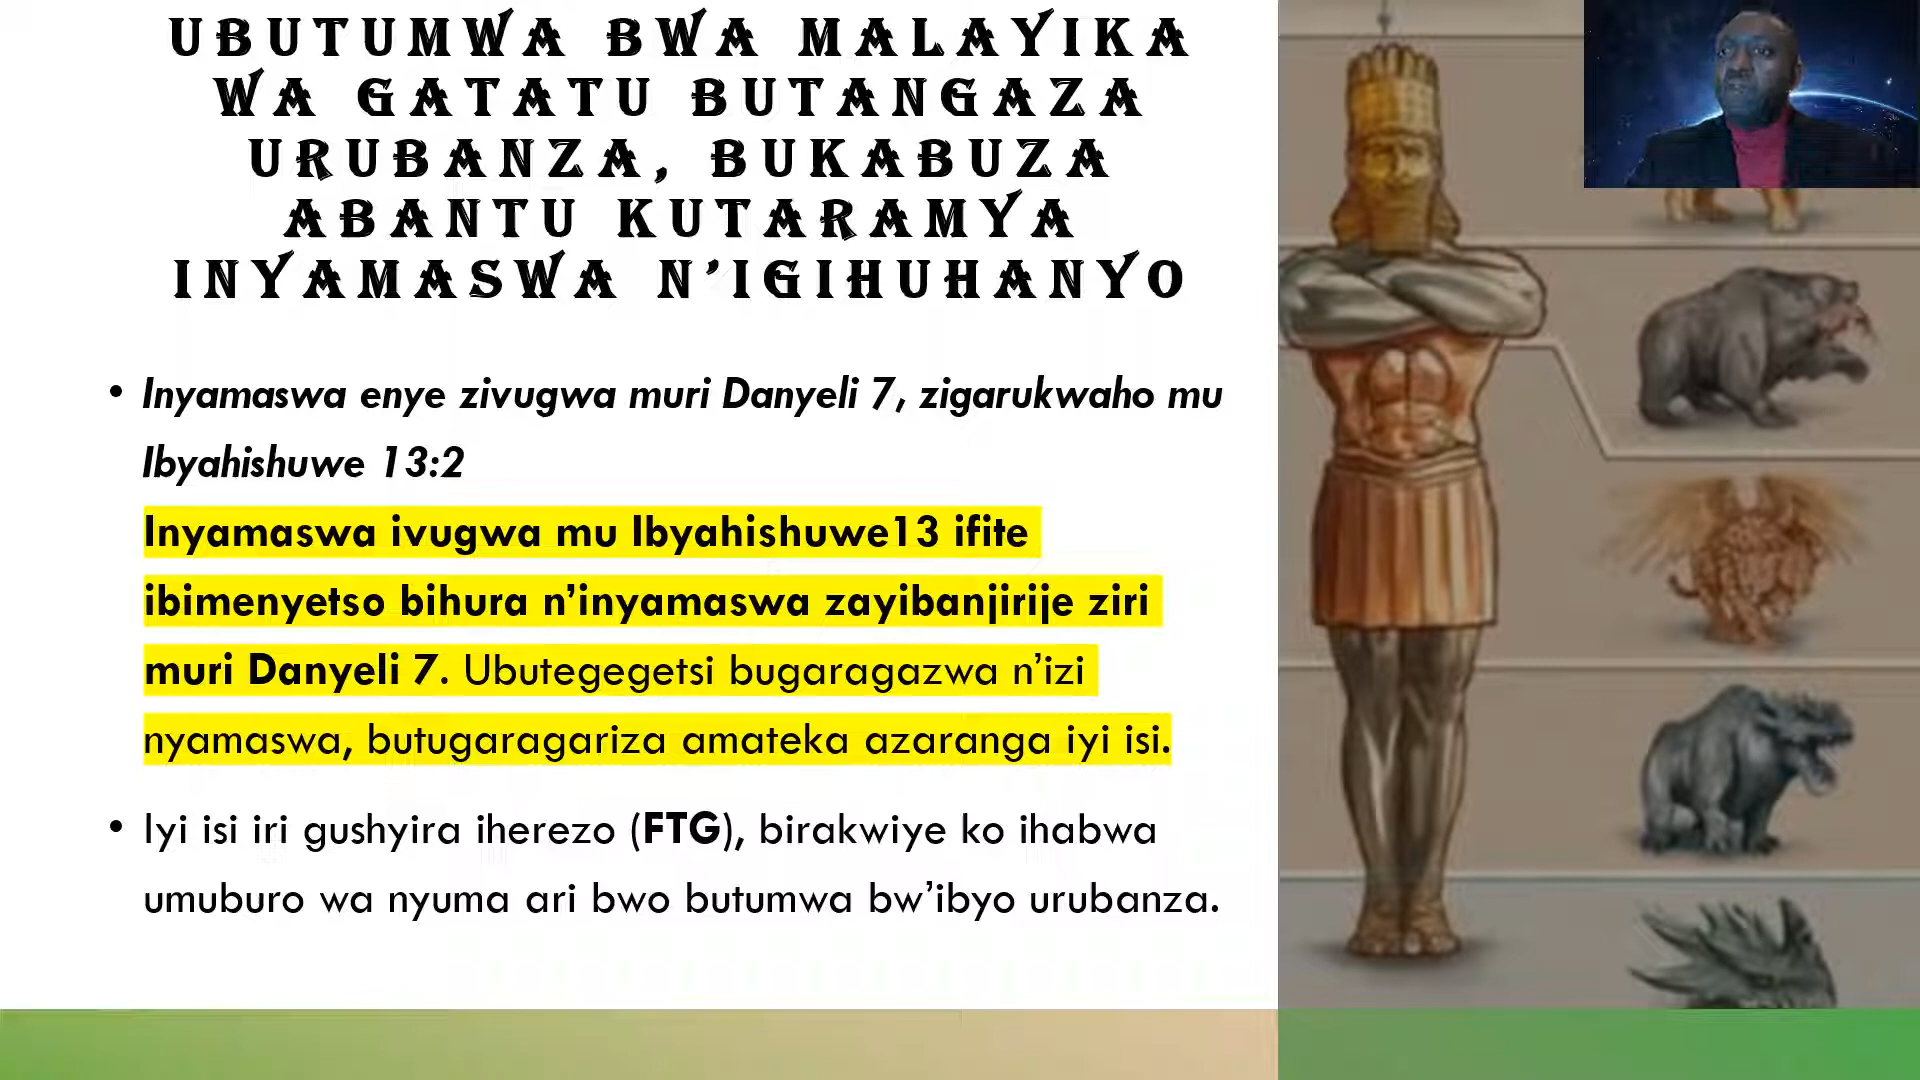 UBUTUMWA BWA MALAYIKA
WA GATATU BUTANGAZA
URUBANZA, BUKABUZA
ABANTU KUTARAMYA
INYAMASWA N’IGIHUHANYO
• Inyamaswa enye zivugwa muri Danyeli 7, zigarukwaho mu
Ibyahishuwe 13:2
Inyamaswa ivugwa mu Ibyahishuwe13 ifite
ibimenyetso bihura n’inyamaswa zayibanjirije ziri
muri Danyeli 7. Ubutegegetsi bugaragazwa n’izi
nyamaswa, butugaragariza amateka azaranga iyi isi.
• Iyi isi iri gushyira iherezo (FTG), birakwiye ko ihabwa
umuburo wa nyuma ari bwo butumwa bw’ibyo urubanza.